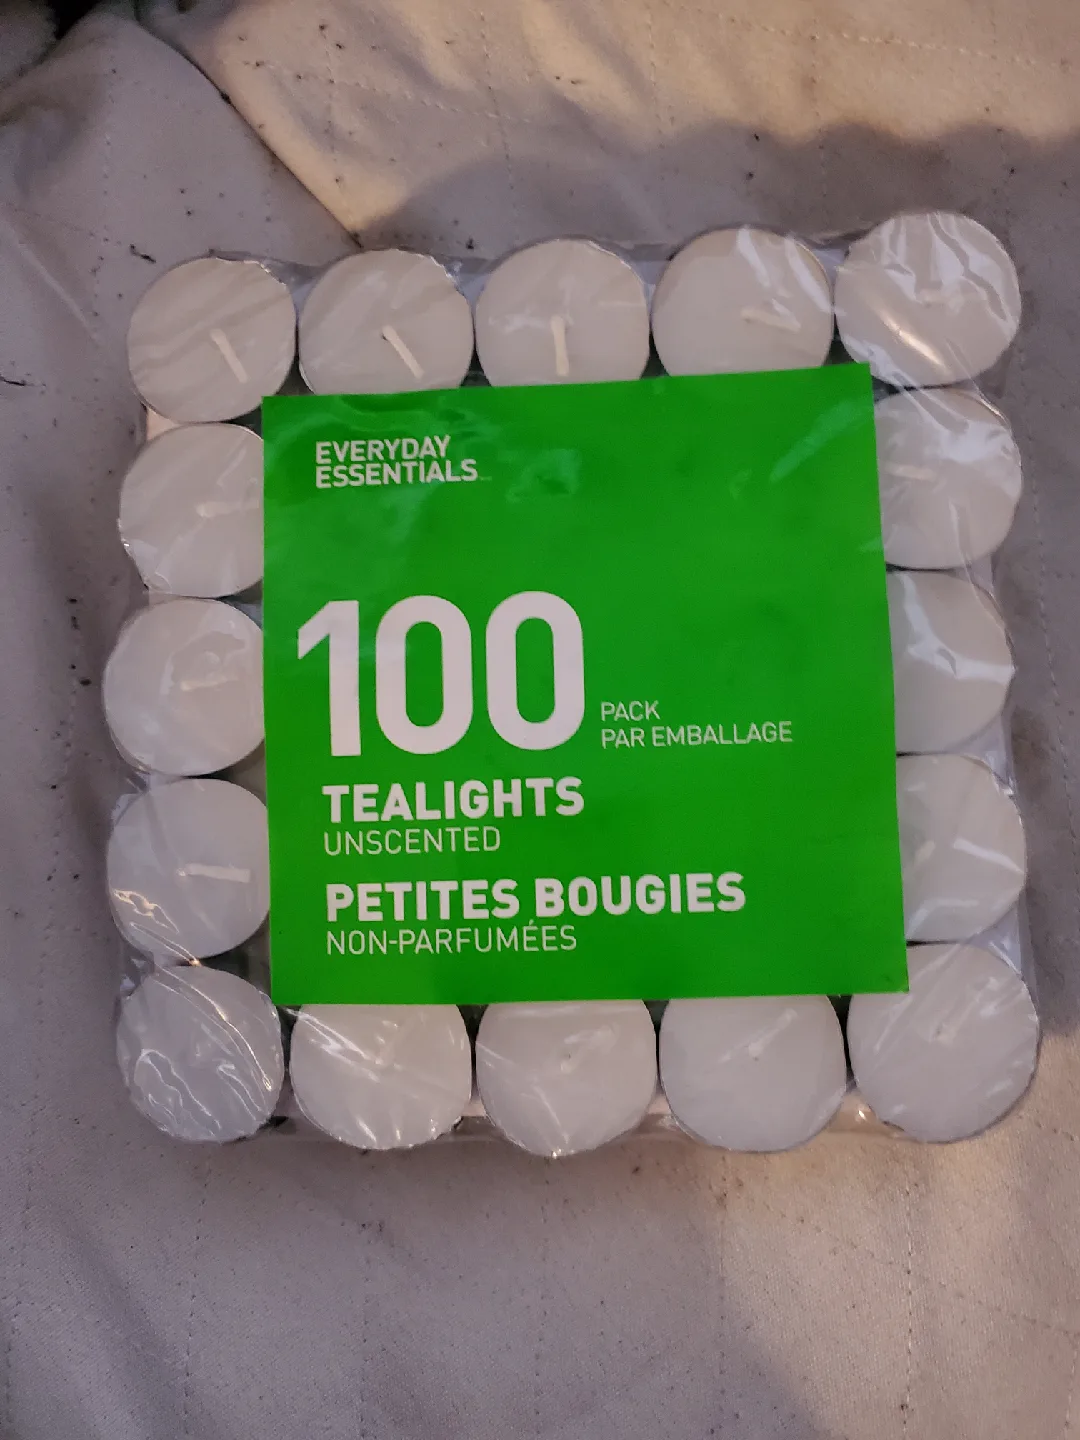 EVERYDAY
ESSENTIALS
100
PACK
PAR EMBALLAGE
TEALIGHTS
UNSCENTED
PETITES BOUGIES
NON-PARFUMÉES